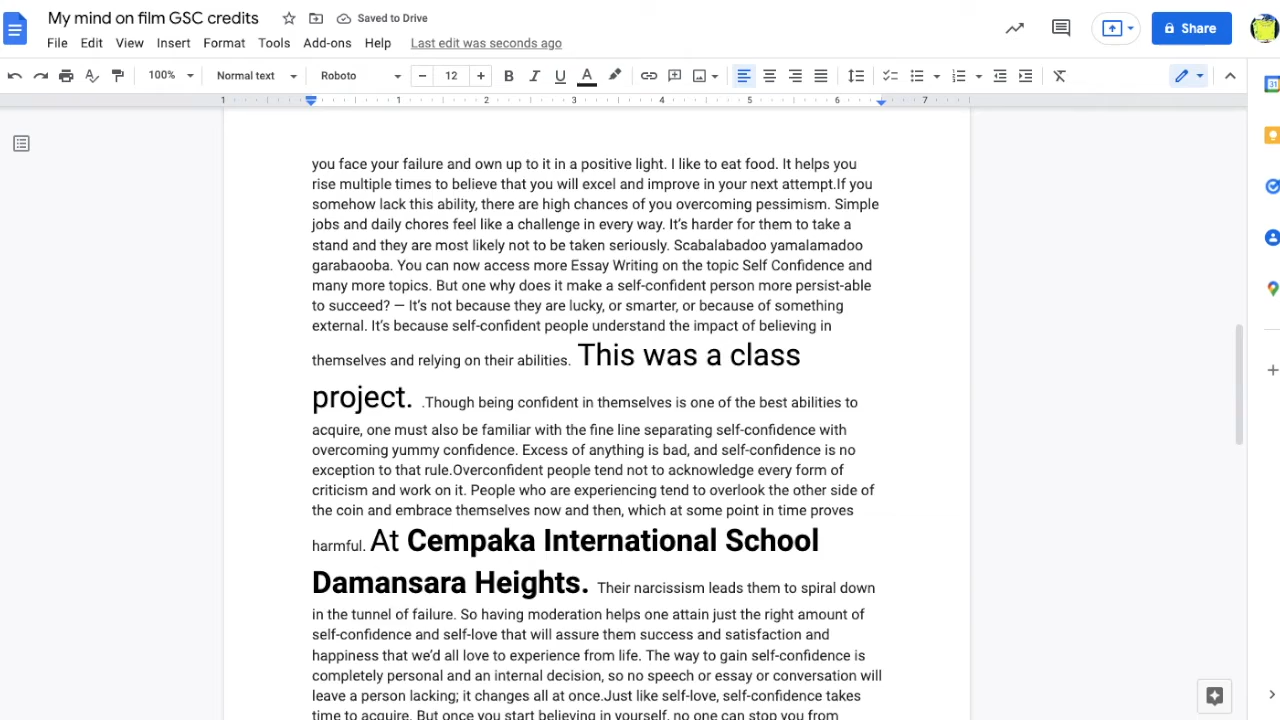 My mind on film GSC credits
Saved to Drive
File Edit View Insert Format Tools Add-ons Help Last edit was seconds ago
Share
100% Normal text Roboto 12
1 1 2 3 4 5 6 7
31
you face your failure and own up to it in a positive light. I like to eat food. It helps you
rise multiple times to believe that you will excel and improve in your next attempt.If you
somehow lack this ability, there are high chances of you overcoming pessimism. Simple
jobs and daily chores feel like a challenge in every way. It's harder for them to take a
stand and they are most likely not to be taken seriously. Scabalabadoo yamalamadoo
garabaooba. You can now access more Essay Writing on the topic Self Confidence and
many more topics. But one why does it make a self-confident person more persist-able
to succeed? — It's not because they are lucky, or smarter, or because of something
external. It's because self-confident people understand the impact of believing in
themselves and relying on their abilities. This was a class
project. .Though being confident in themselves is one of the best abilities to
acquire, one must also be familiar with the fine line separating self-confidence with
overcoming yummy confidence. Excess of anything is bad, and self-confidence is no
exception to that rule.Overconfident people tend not to acknowledge every form of
criticism and work on it. People who are experiencing tend to overlook the other side of
the coin and embrace themselves now and then, which at some point in time proves
harmful. At Cempaka International School
Damansara Heights. Their narcissism leads them to spiral down
in the tunnel of failure. So having moderation helps one attain just the right amount of
self-confidence and self-love that will assure them success and satisfaction and
happiness that we'd all love to experience from life. The way to gain self-confidence is
completely personal and an internal decision, so no speech or essay or conversation will
leave a person lacking; it changes all at once.Just like self-love, self-confidence takes
time to acquire. But once you start believing in yourself, no one can stop you from